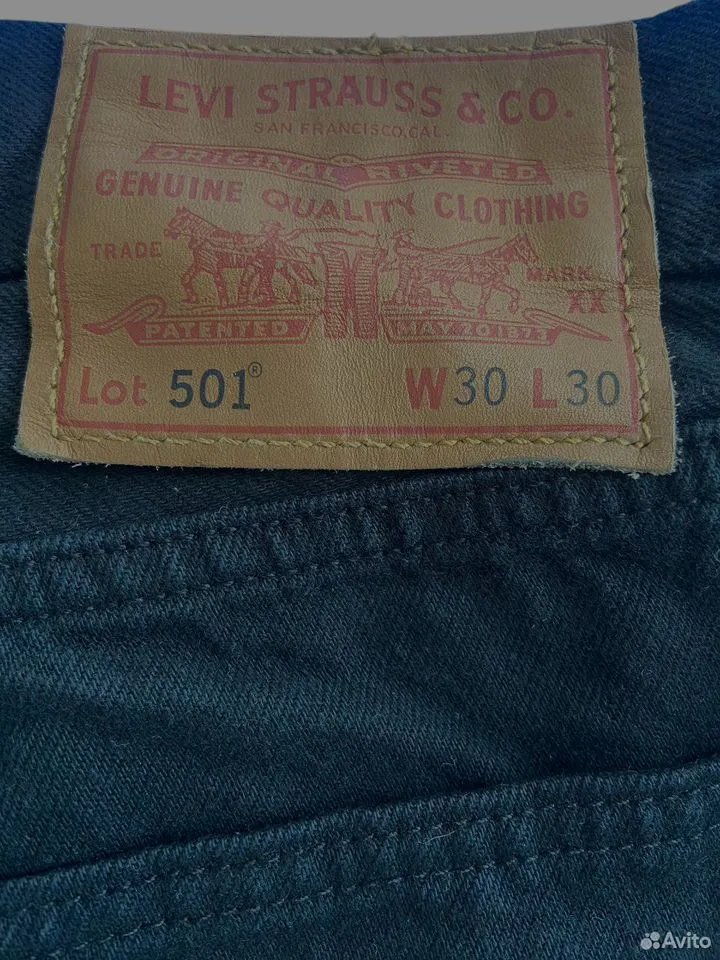 LEVI STRAUSS & CO.
SAN FRANCISCO, CAL.
ORIGINAL RIVETED
GENUINE QUALITY CLOTHING
TRADE MARK
XX
PATENTED MAY 20 1873
Lot 501® W30 L30
Avito